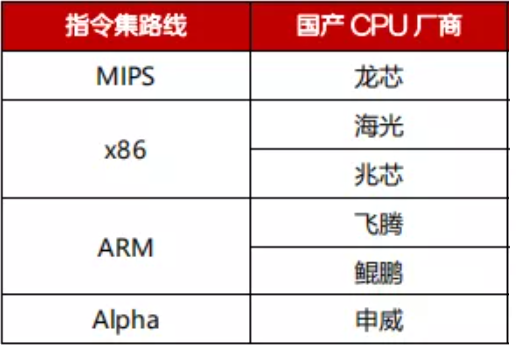 指令集路线 国产 CPU 厂商
MIPS 龙芯
x86 海光
兆芯
ARM 飞腾
鲲鹏
Alpha 申威